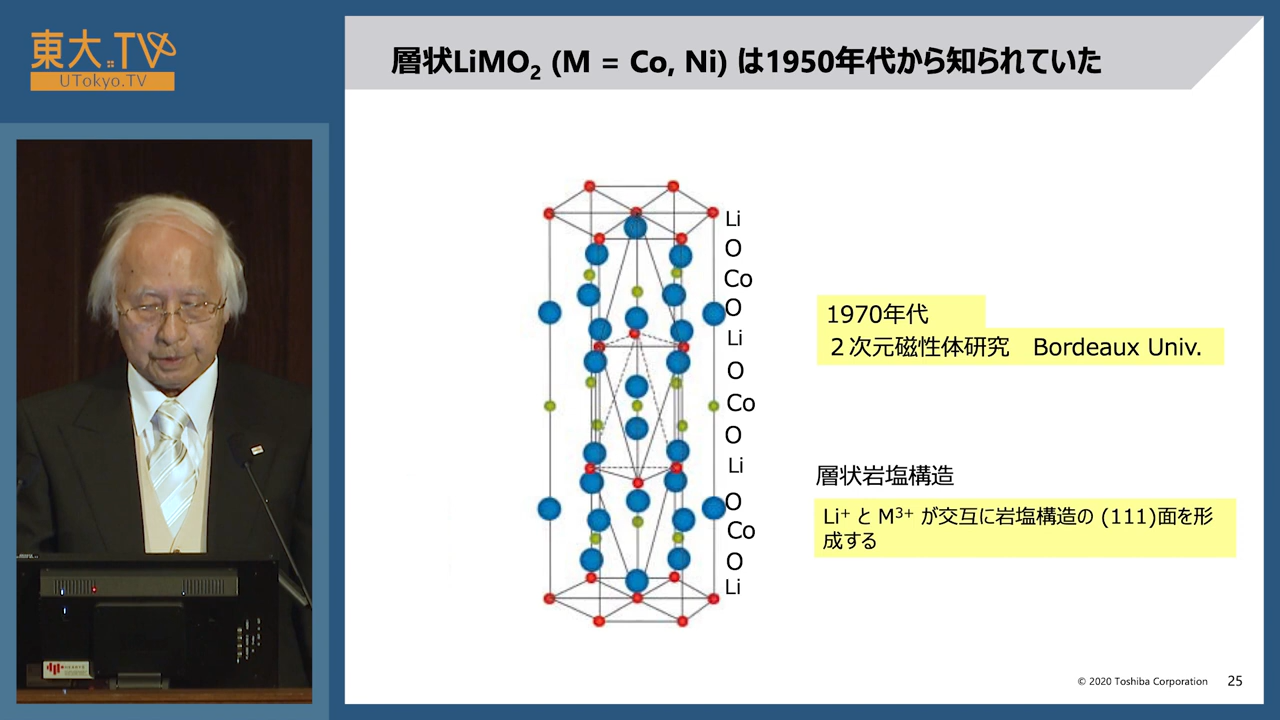 東大.TV
UTokyo.TV
層状LiMO₂ (M = Co, Ni) は1950年代から知られていた
Li
O
Co
O
Li
O
Co
O
Li
O
Co
O
Li
1970年代
２次元磁性体研究　Bordeaux Univ.
層状岩塩構造
Li⁺ と M³⁺ が交互に岩塩構造の (111)面を形
成する
© 2020 Toshiba Corporation
25